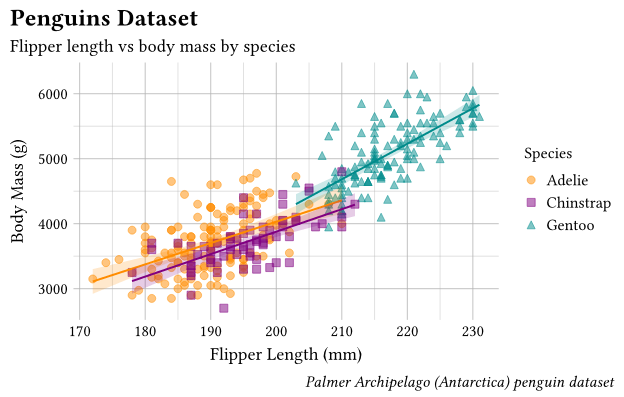 Penguins Dataset
Flipper length vs body mass by species
Body Mass (g)
6000
5000
4000
3000
170 180 190 200 210 220 230
Flipper Length (mm)
Species
Adelie
Chinstrap
Gentoo
Palmer Archipelago (Antarctica) penguin dataset